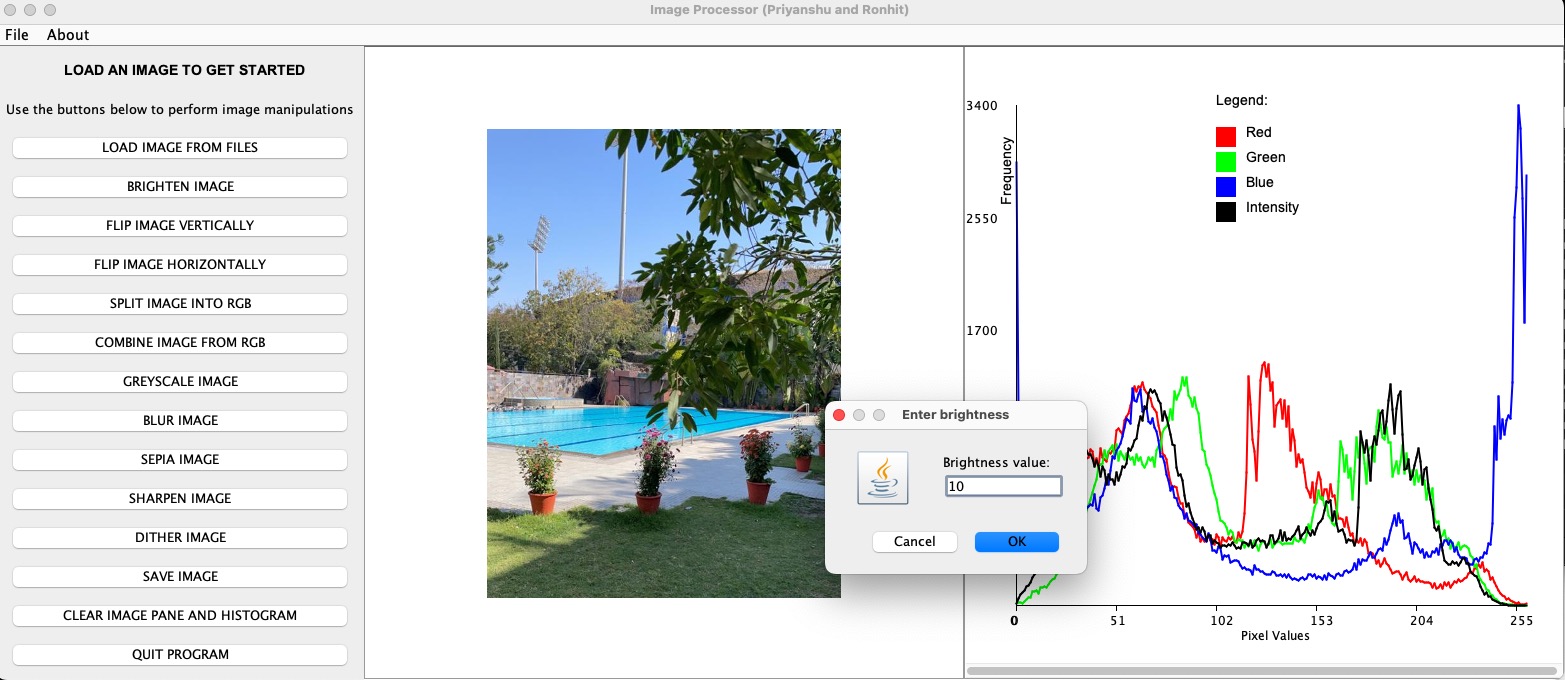 Image Processor (Priyanshu and Ronhit)
File About
LOAD AN IMAGE TO GET STARTED
Use the buttons below to perform image manipulations
LOAD IMAGE FROM FILES
BRIGHTEN IMAGE
FLIP IMAGE VERTICALLY
FLIP IMAGE HORIZONTALLY
SPLIT IMAGE INTO RGB
COMBINE IMAGE FROM RGB
GREYSCALE IMAGE
BLUR IMAGE
SEPIA IMAGE
SHARPEN IMAGE
DITHER IMAGE
SAVE IMAGE
CLEAR IMAGE PANE AND HISTOGRAM
QUIT PROGRAM
Enter brightness
Brightness value:
10
Cancel OK
Legend:
Red
Green
Blue
Intensity
Frequency
3400
2550
1700
0 51 102 153 204 255
Pixel Values